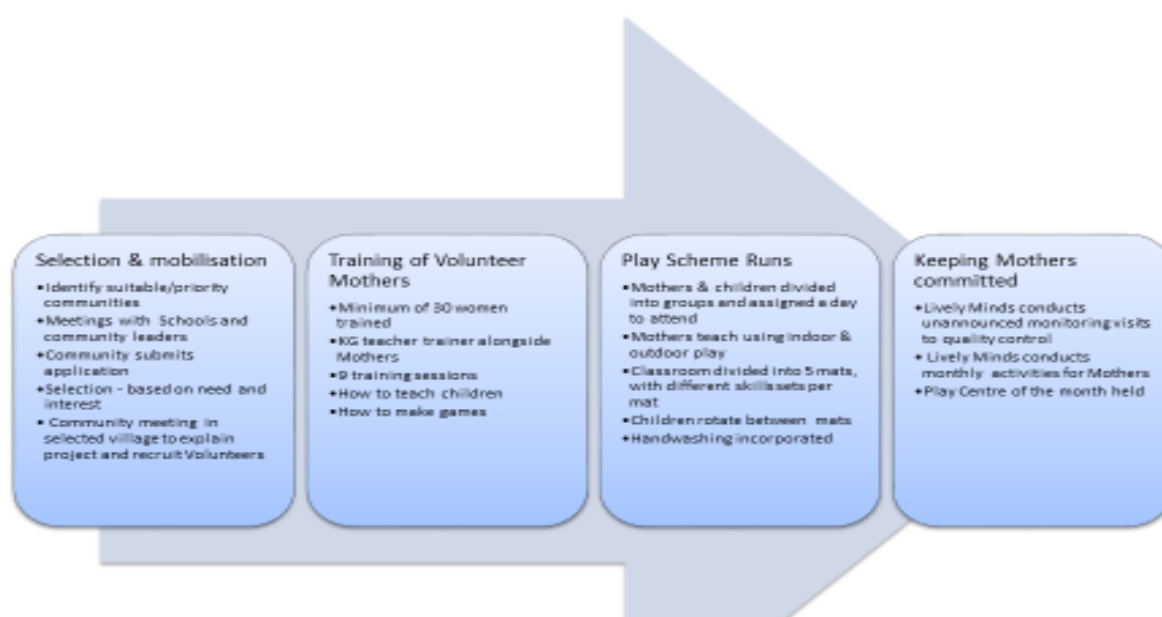 Selection & mobilisation
•Identify suitable/priority
communities
•Meetings with Schools and
community leaders
•Community submits
application
•Selection - based on need and
interest
• Community meeting in
selected village to explain
project and recruit Volunteers
Training of Volunteer
Mothers
•Minimum of 30 women
trained
•KG teacher trainer alongside
Mothers
•9 training sessions
•How to teach children
•How to make games
Play Scheme Runs
•Mothers & children divided
into groups and assigned a day
to attend
•Mothers teach using indoor &
outdoor play
•Classroom divided into 5 mats,
with different skillsets per
mat
•Children rotate between mats
•Handwashing incorporated
Keeping Mothers
committed
•Lively Minds conducts
unannounced monitoring visits
to quality control
• Lively Minds conducts
monthly activities for Mothers
•Play Centre of the month held